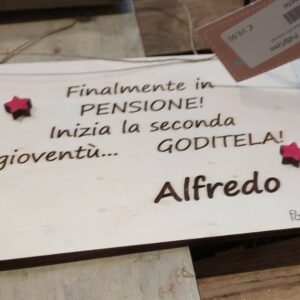 Finalmente in
PENSIONE!
Inizia la seconda
gioventù... GODITELA!
Alfredo